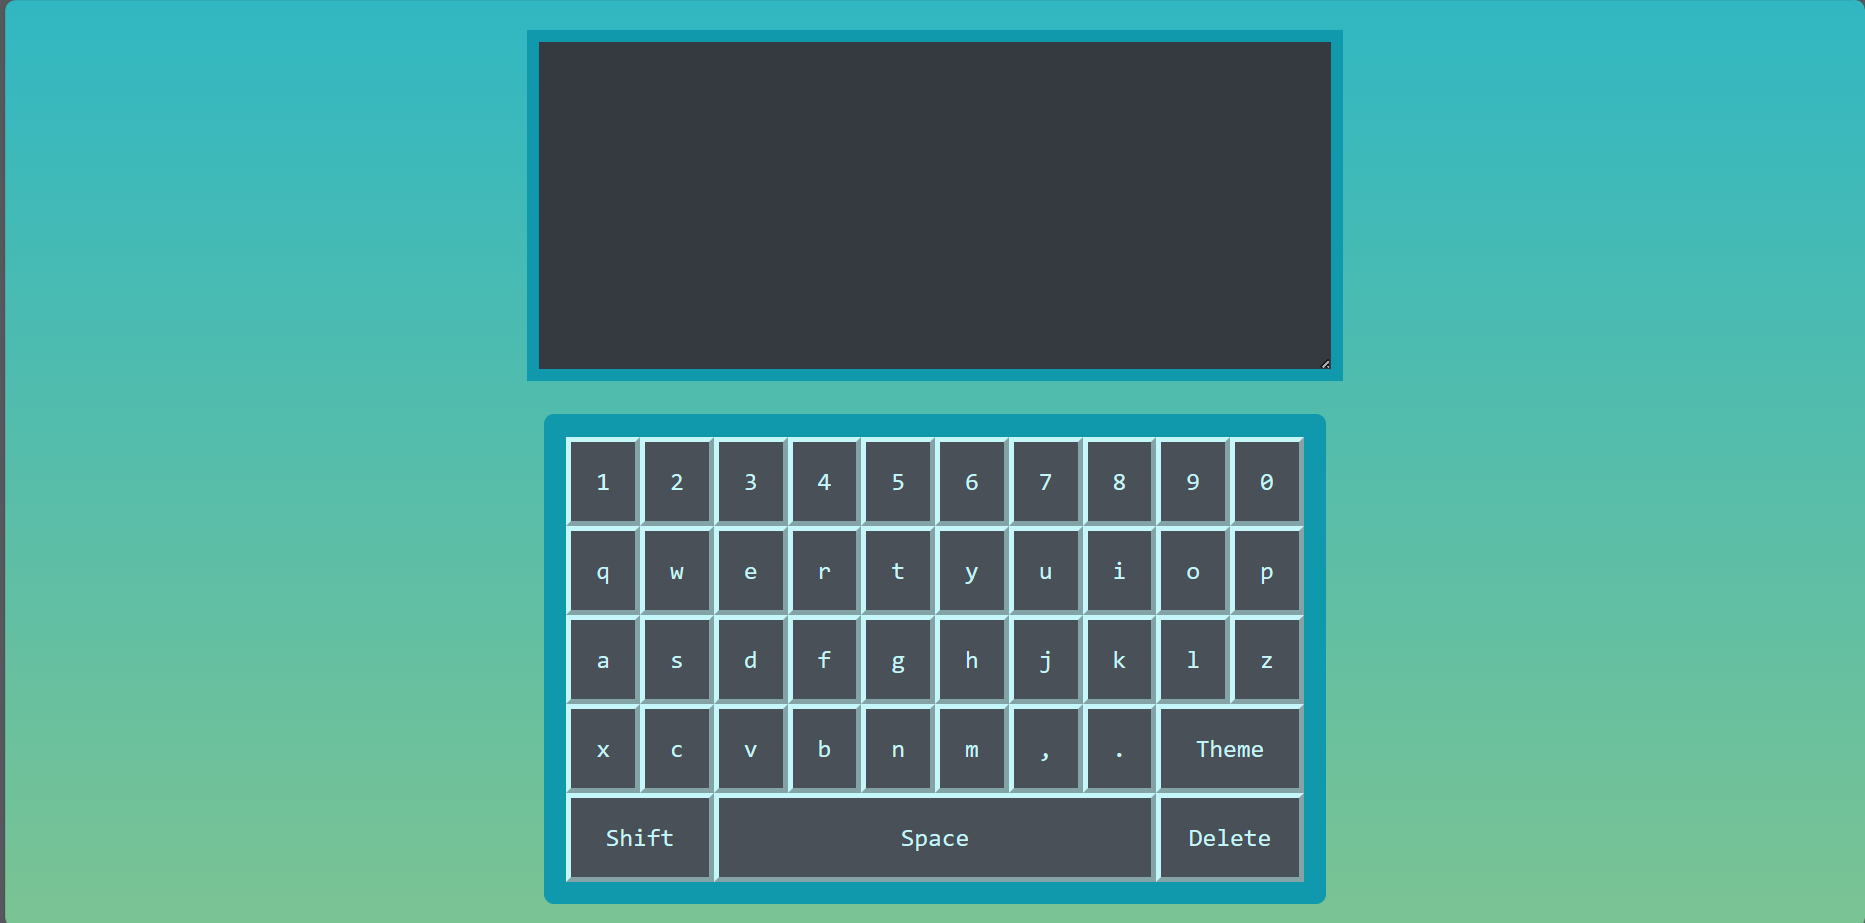 1 2 3 4 5 6 7 8 9 0
q w e r t y u i o p
a s d f g h j k l z
x c v b n m , . Theme
Shift Space Delete